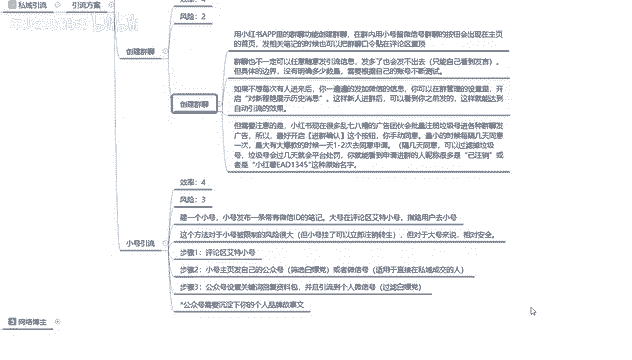 私域引流
引流方案
效率：4
风险：2
创建群聊
创建群聊
用小红书APP里的群聊功能创建群聊，在群内用小号留微信号群聊的按钮会出现在主页
的首页，发相关笔记的时候也可以把群聊口令贴在评论区置顶
群聊也不一定可以任意随意发引流信息，发多了也会发不出去（只能自己看到发言），
但具体的边界，没有明确多少数量，需要根据自己的账号不断测试。
如果不等每次有人进来后，你一遍遍的发加微信的信息，你可以在群管理的设置里，开
启“对新程艳展示历史消息”。这样新人进群后，可以看到你之前发的，这样就能达到
自动引流的效果。
但需要注意的是，小红书现在很多乱七八糟的广告团伙会批量注册垃圾号进各种群聊发
广告，所以，最好开启【进群确认】这个按钮，你手动同意。量小的时候每隔几天同意
一次，量大有大爆款的时候一天1-2次去同意申请。（隔几天同意，可以过滤掉垃圾
号，垃圾号会过几天就会平台处罚，你就能看到申请进群的人昵称很多是“已注销”或
者是“小红薯EAD1345”这种原始名字。
效率：4
风险：3
小号引流
建一个小号，小号发布一条带有微信ID的笔记。大号在评论区艾特小号，指路用户去小号
这个方法对于小号被限制的风险很大（但小号挂了可以立即注销转生），但对于大号来说，相对安全。
步骤1：评论区艾特小号
步骤2：小号主页发自己的公众号（筛选白嫖党）或者微信号（适用于直接在私域成交的人）
步骤3：公众号设置关键词回复资料包，并且引流到个人微信号（过滤白嫖党）
*公众号需要沉淀下你的个人品牌故事文
网络博主